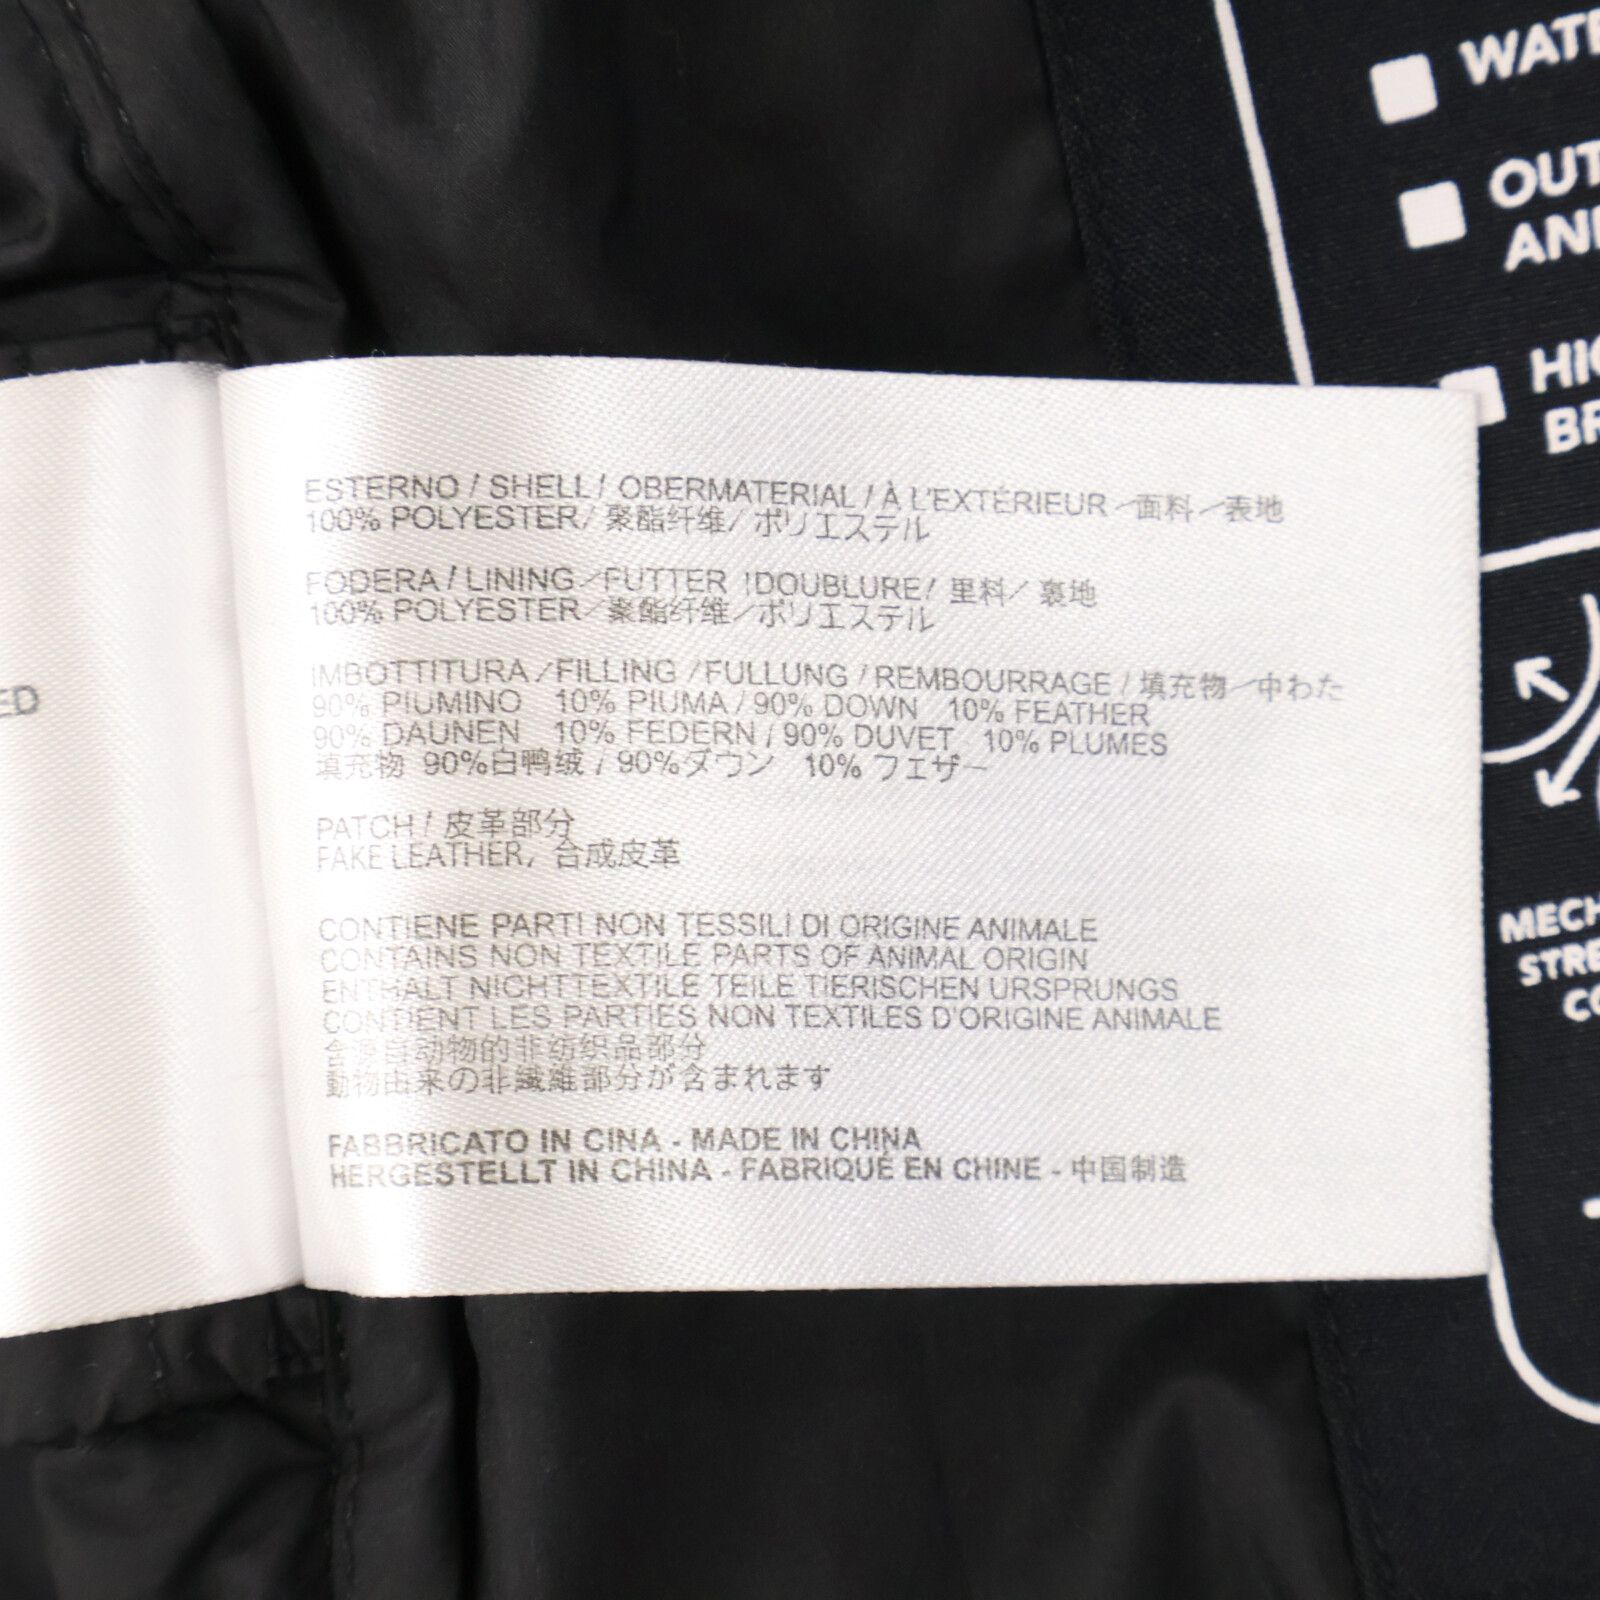 ESTERNO / SHELL / OBERMATERIAL / À L'EXTÉRIEUR / 面料 / 表地
100% POLYESTER / 聚酯纤维 / ポリエステル
FODERA / LINING / FUTTER / DOUBLURE / 里料 / 裏地
100% POLYESTER / 聚酯纤维 / ポリエステル
IMBOTTITURA / FILLING / FULLUNG / REMBOURRAGE / 填充物 / 中わた
90% PIUMINO 10% PIUMA / 90% DOWN 10% FEATHER
90% DAUNEN 10% FEDERN / 90% DUVET 10% PLUMES
填充物 90%白鸭绒 / 90%ダウン 10% フェザー
PATCH / 皮革部分
FAKE LEATHER, 合成皮革
CONTIENE PARTI NON TESSILI DI ORIGINE ANIMALE
CONTAINS NON TEXTILE PARTS OF ANIMAL ORIGIN
ENTHALT NICHTTEXTILE TEILE TIERISCHEN URSPRUNGS
CONTIENT LES PARTIES NON TEXTILES D'ORIGINE ANIMALE
含源自动物的非纺织品部分
動物由来の非繊維部分が含まれます
FABBRICATO IN CINA - MADE IN CHINA
HERGESTELLT IN CHINA - FABRIQUÉ EN CHINE - 中国制造